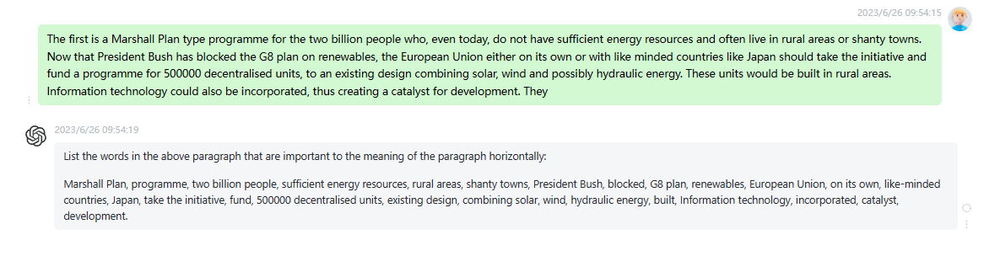 2023/6/26 09:54:15
The first is a Marshall Plan type programme for the two billion people who, even today, do not have sufficient energy resources and often live in rural areas or shanty towns.
Now that President Bush has blocked the G8 plan on renewables, the European Union either on its own or with like minded countries like Japan should take the initiative and
fund a programme for 500000 decentralised units, to an existing design combining solar, wind and possibly hydraulic energy. These units would be built in rural areas.
Information technology could also be incorporated, thus creating a catalyst for development. They
2023/6/26 09:54:19
List the words in the above paragraph that are important to the meaning of the paragraph horizontally:
Marshall Plan, programme, two billion people, sufficient energy resources, rural areas, shanty towns, President Bush, blocked, G8 plan, renewables, European Union, on its own, like-minded
countries, Japan, take the initiative, fund, 500000 decentralised units, existing design, combining solar, wind, hydraulic energy, built, Information technology, incorporated, catalyst,
development.